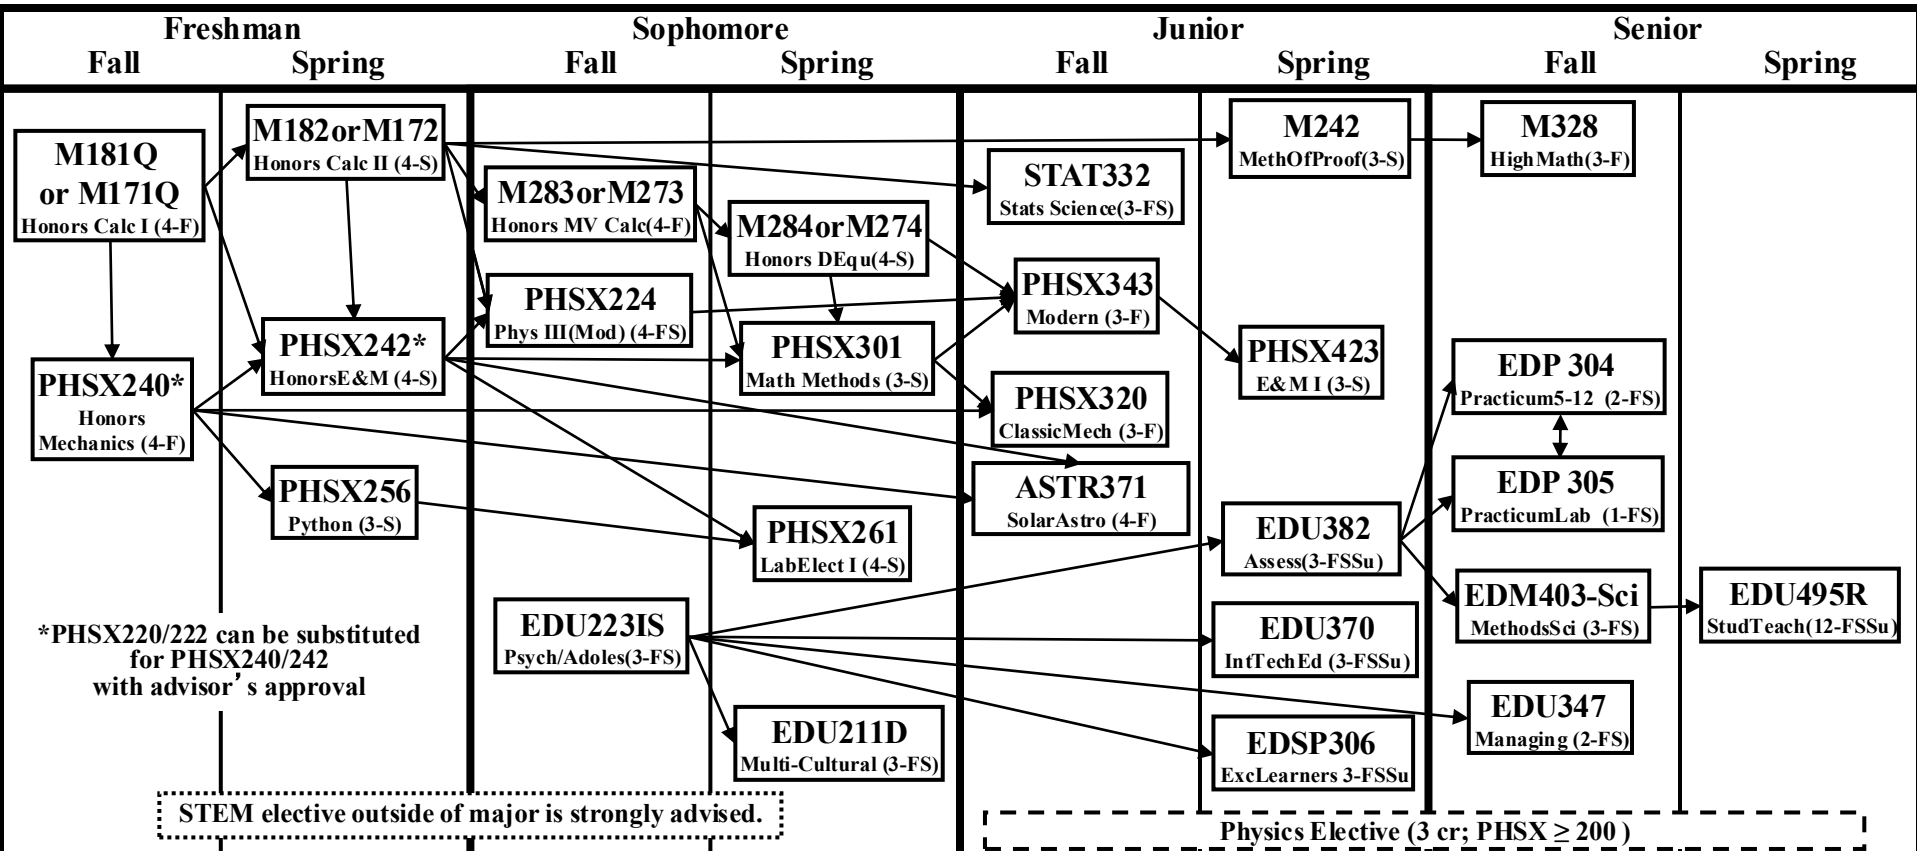 Freshman
Sophomore
Junior
Senior
Fall
Spring
Fall
Spring
Fall
Spring
Fall
Spring
M181Q
or M171Q
Honors Calc I (4-F)
PHSX240*
Honors
Mechanics (4-F)
M182orM172
Honors Calc II (4-S)
PHSX242*
HonorsE&M (4-S)
PHSX256
Python (3-S)
*PHSX220/222 can be substituted
for PHSX240/242
with advisor’s approval
M283orM273
Honors MV Calc(4-F)
PHSX224
Phys III(Mod) (4-FS)
EDU223IS
Psych/Adoles(3-FS)
M284orM274
Honors DEqu(4-S)
PHSX301
Math Methods (3-S)
PHSX261
LabElect I (4-S)
EDU211D
Multi-Cultural (3-FS)
STAT332
Stats Science(3-FS)
PHSX343
Modern (3-F)
PHSX320
ClassicMech (3-F)
ASTR371
SolarAstro (4-F)
M242
MethOfProof(3-S)
PHSX423
E&M I (3-S)
EDU382
Assess(3-FSSu)
EDU370
IntTechEd (3-FSSu)
EDSP306
ExcLearners 3-FSSu
M328
HighMath(3-F)
EDP 304
Practicum5-12 (2-FS)
EDP 305
PracticumLab (1-FS)
EDM403-Sci
MethodsSci (3-FS)
EDU347
Managing (2-FS)
EDU495R
StudTeach(12-FSSu)
STEM elective outside of major is strongly advised.
Physics Elective (3 cr; PHSX ≥ 200 )